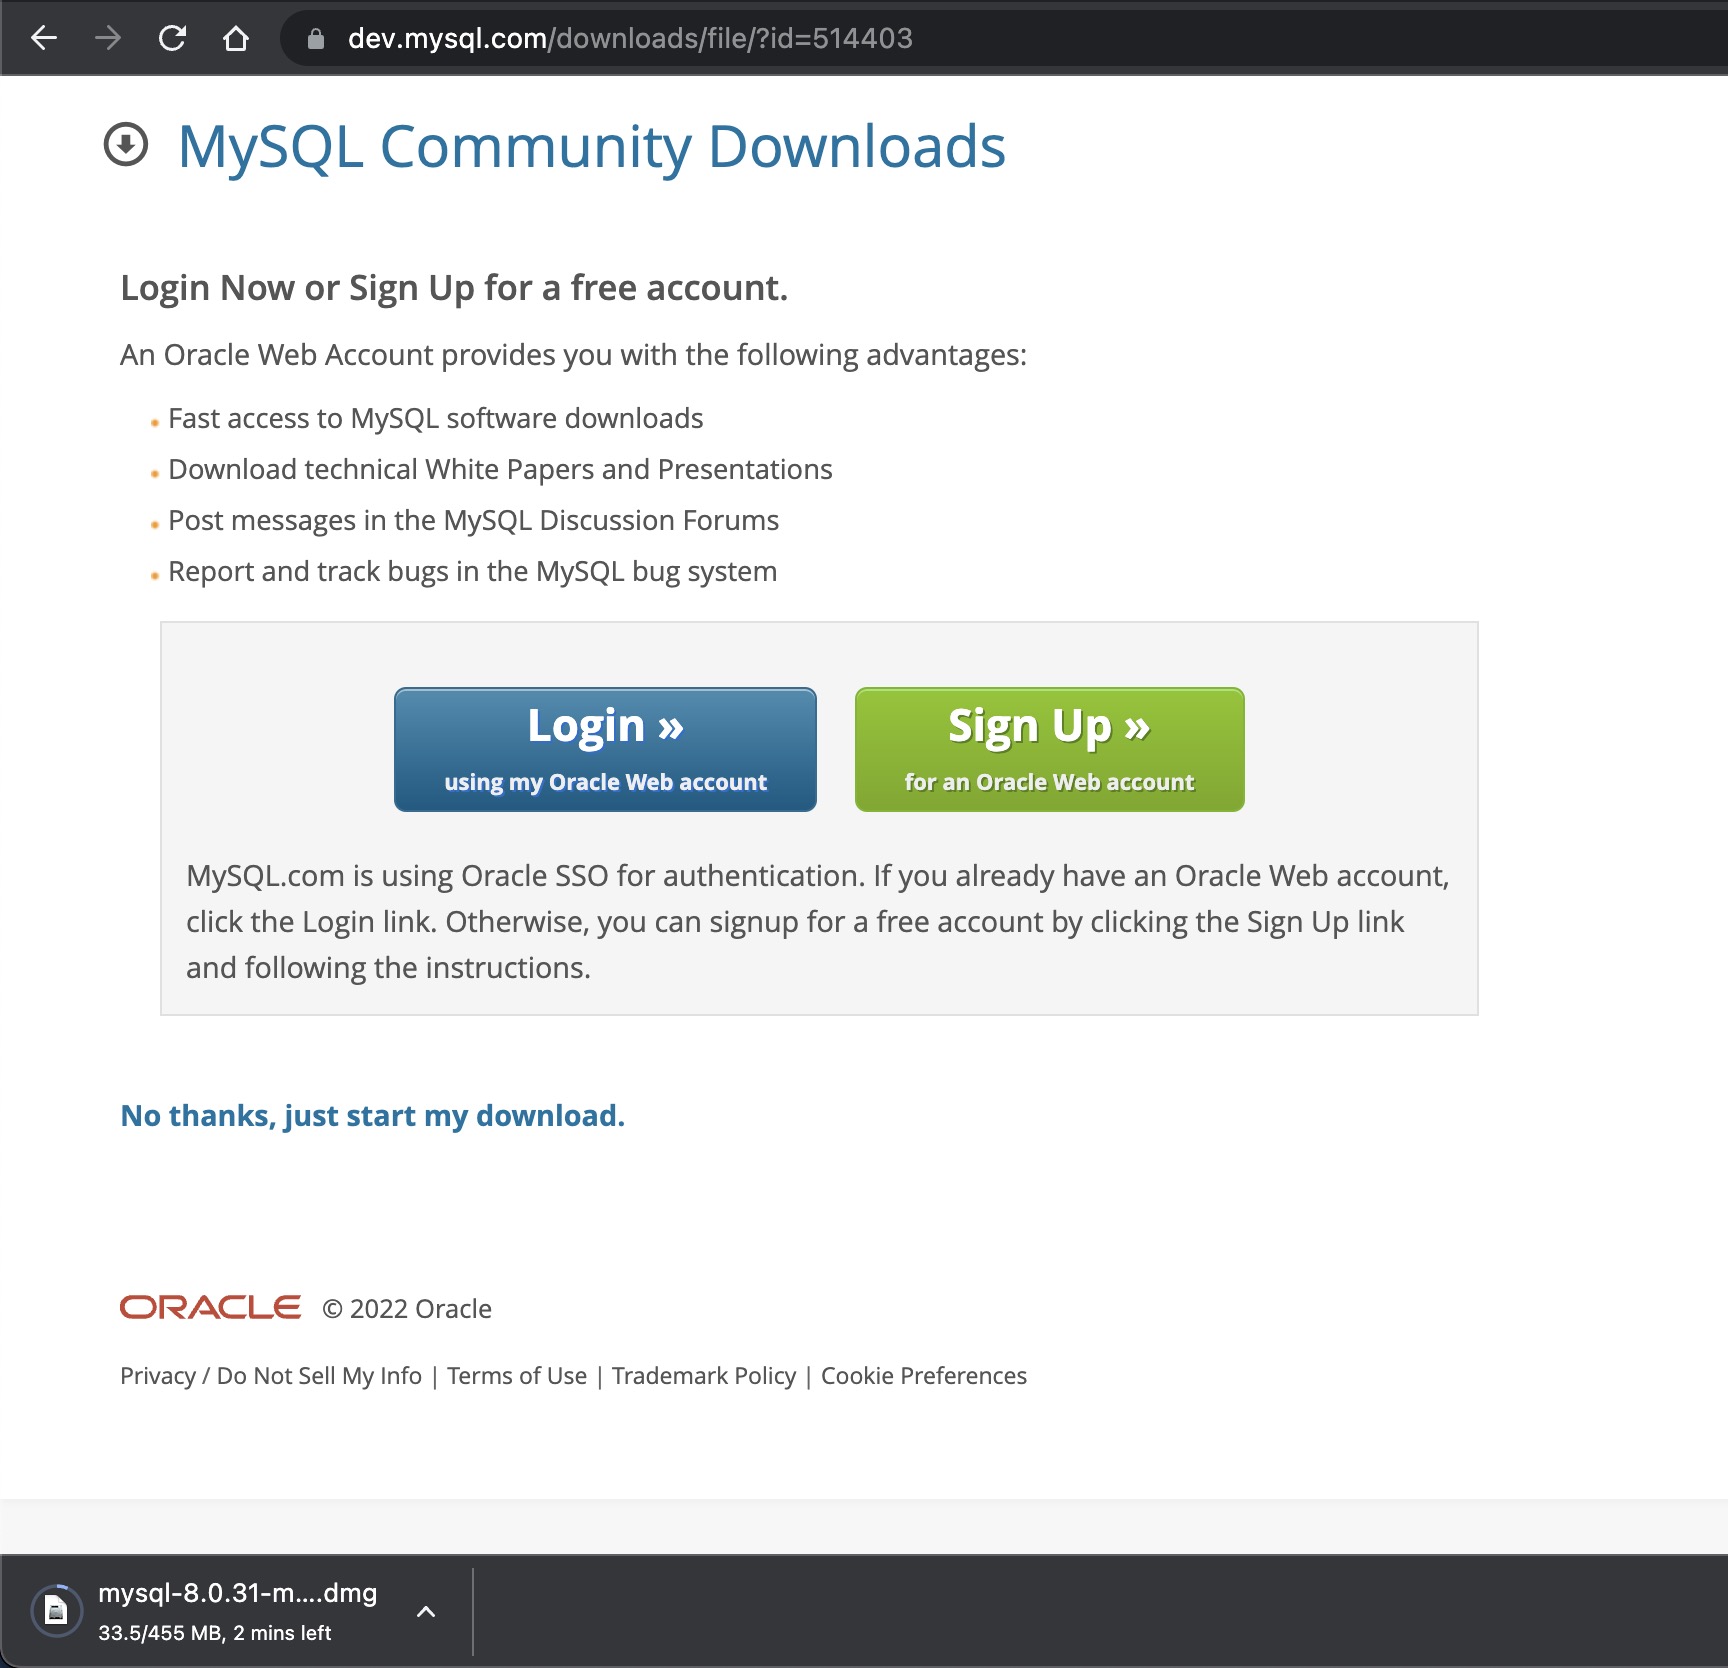 dev.mysql.com/downloads/file/?id=514403
MySQL Community Downloads
Login Now or Sign Up for a free account.
An Oracle Web Account provides you with the following advantages:
Fast access to MySQL software downloads
Download technical White Papers and Presentations
Post messages in the MySQL Discussion Forums
Report and track bugs in the MySQL bug system
Login »
using my Oracle Web account
Sign Up »
for an Oracle Web account
MySQL.com is using Oracle SSO for authentication. If you already have an Oracle Web account,
click the Login link. Otherwise, you can signup for a free account by clicking the Sign Up link
and following the instructions.
No thanks, just start my download.
ORACLE © 2022 Oracle
Privacy / Do Not Sell My Info | Terms of Use | Trademark Policy | Cookie Preferences
mysql-8.0.31-m....dmg
33.5/455 MB, 2 mins left